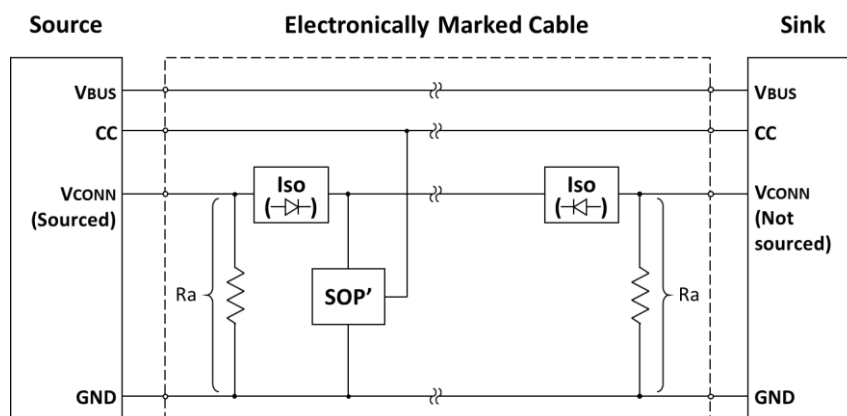 Source
Electronically Marked Cable
Sink
VBUS
VBUS
CC
CC
VCONN
(Sourced)
Iso
Iso
VCONN
(Not
sourced)
Ra
SOP’
Ra
GND
GND